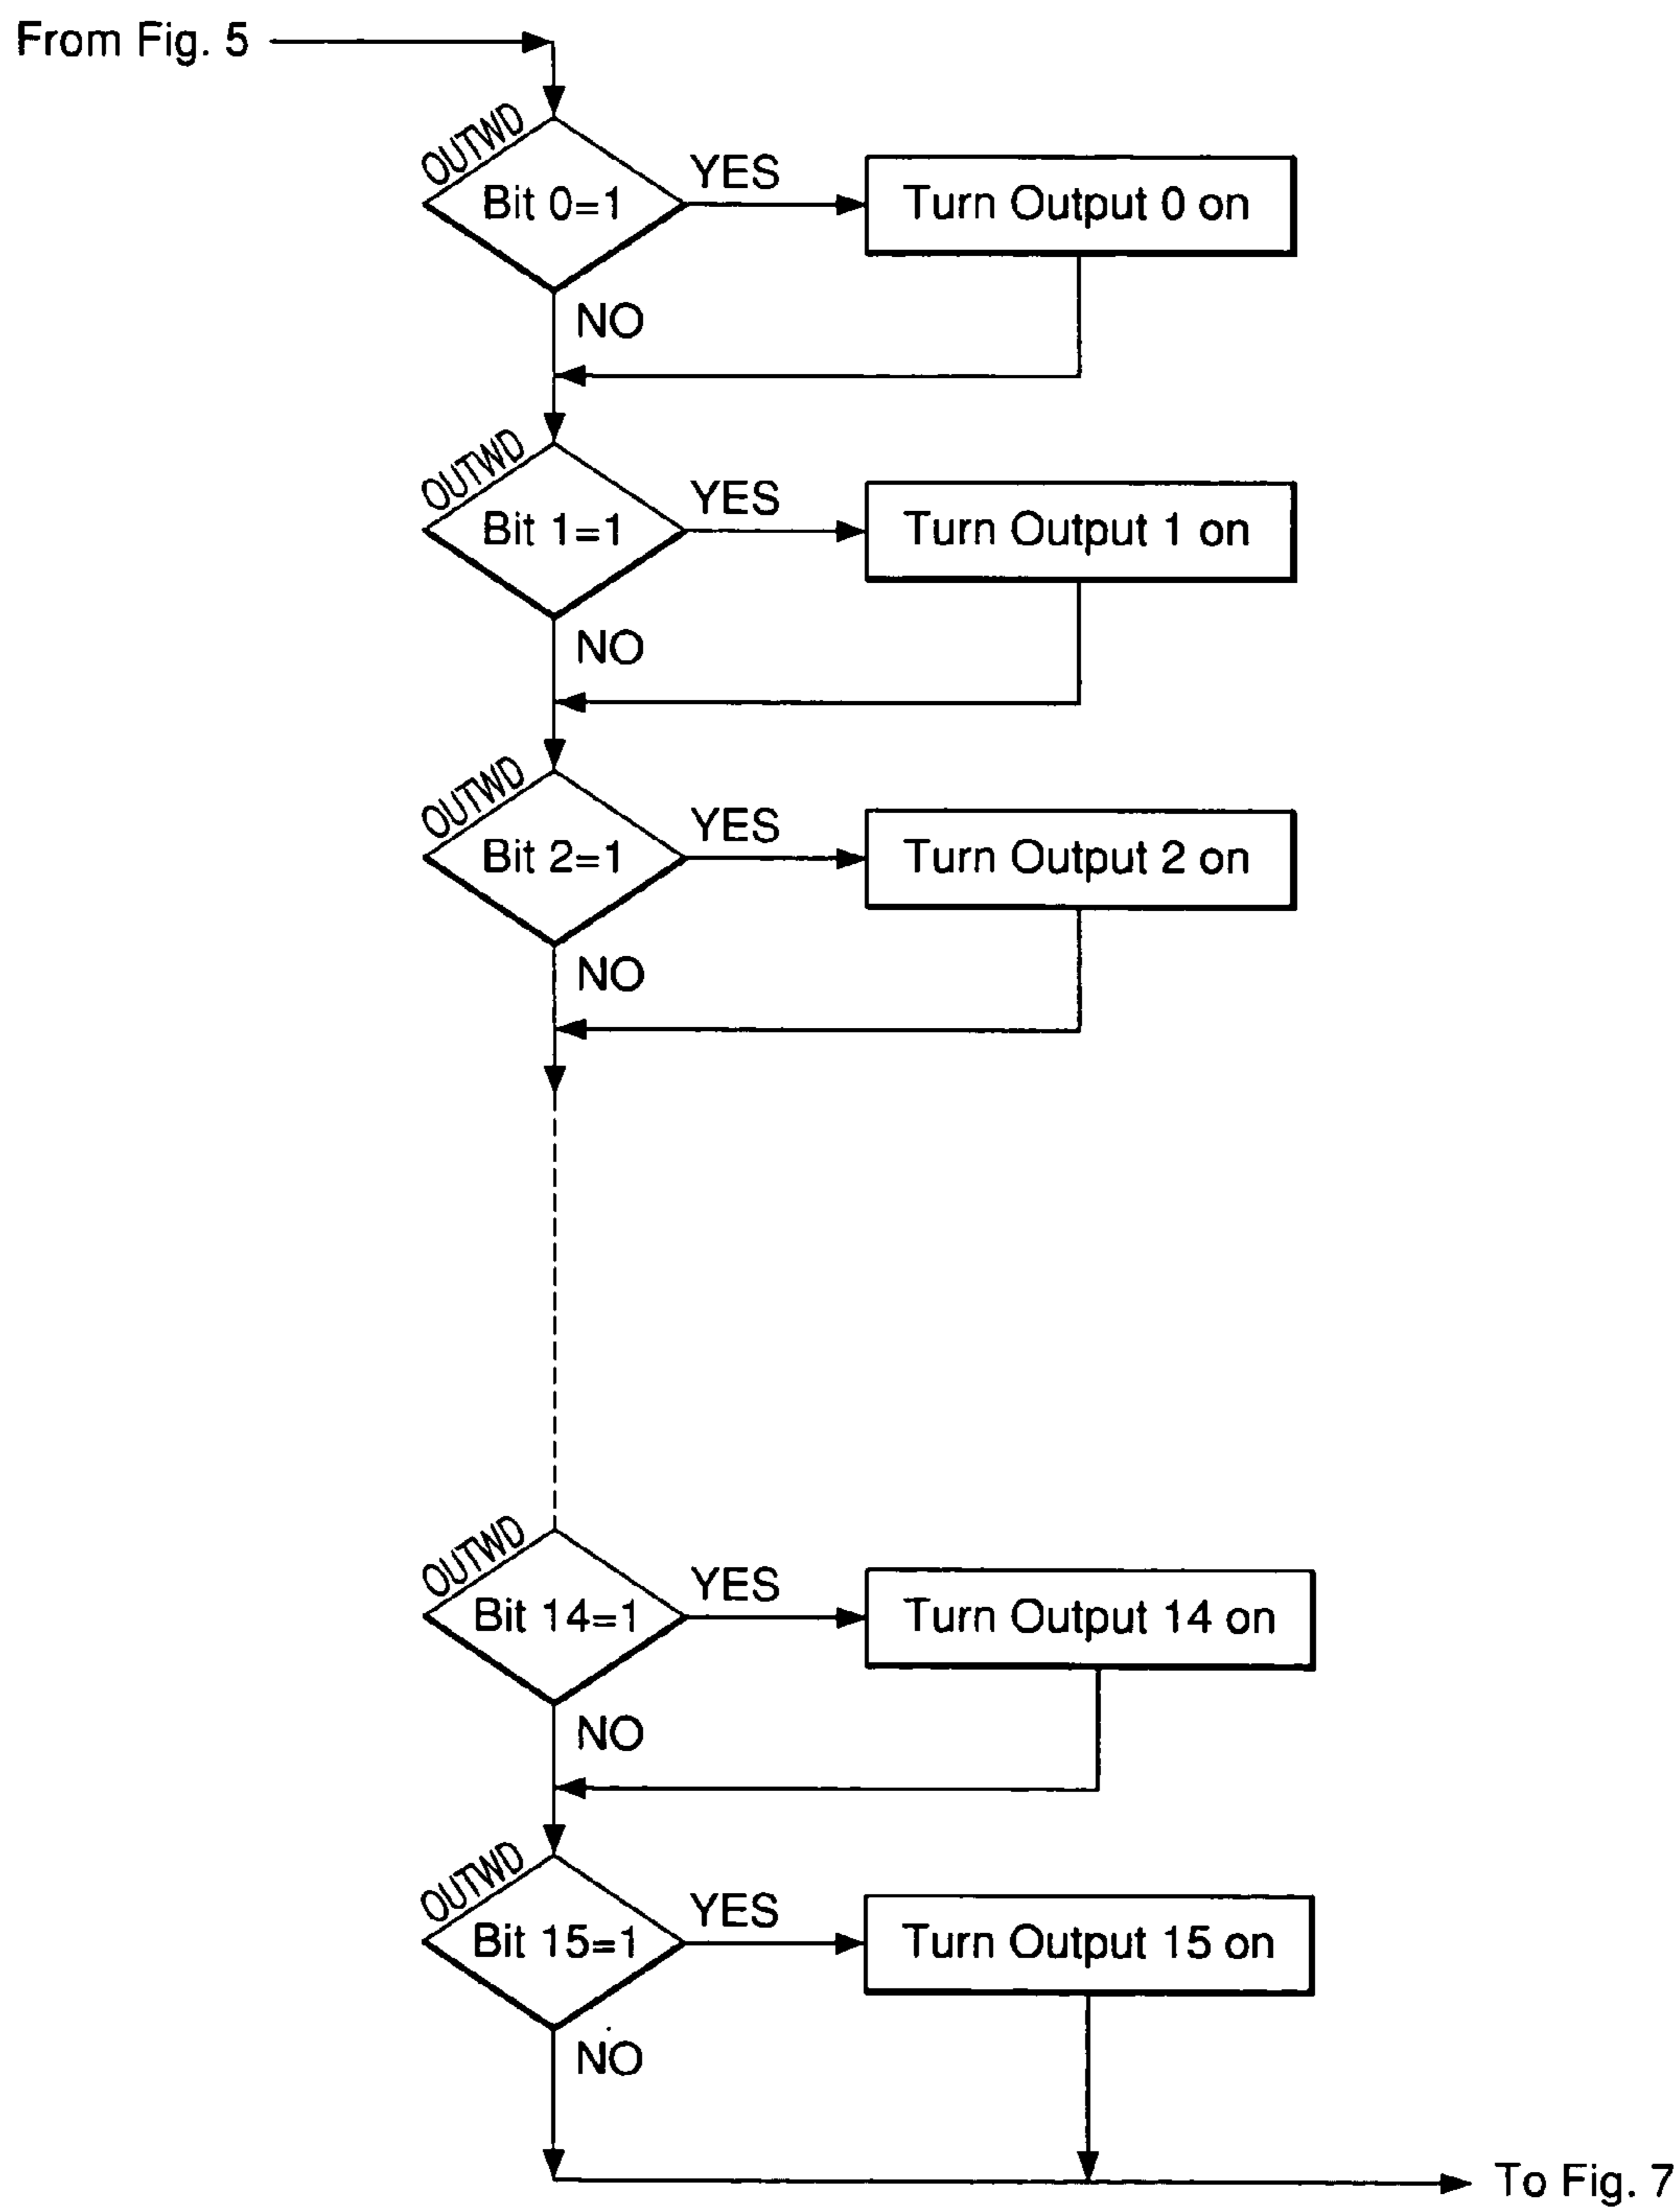 From Fig. 5
OUTWD
Bit 0=1
YES
Turn Output 0 on
NO
OUTWD
Bit 1=1
YES
Turn Output 1 on
NO
OUTWD
Bit 2=1
YES
Turn Output 2 on
NO
OUTWD
Bit 14=1
YES
Turn Output 14 on
NO
OUTWD
Bit 15=1
YES
Turn Output 15 on
NO
To Fig. 7